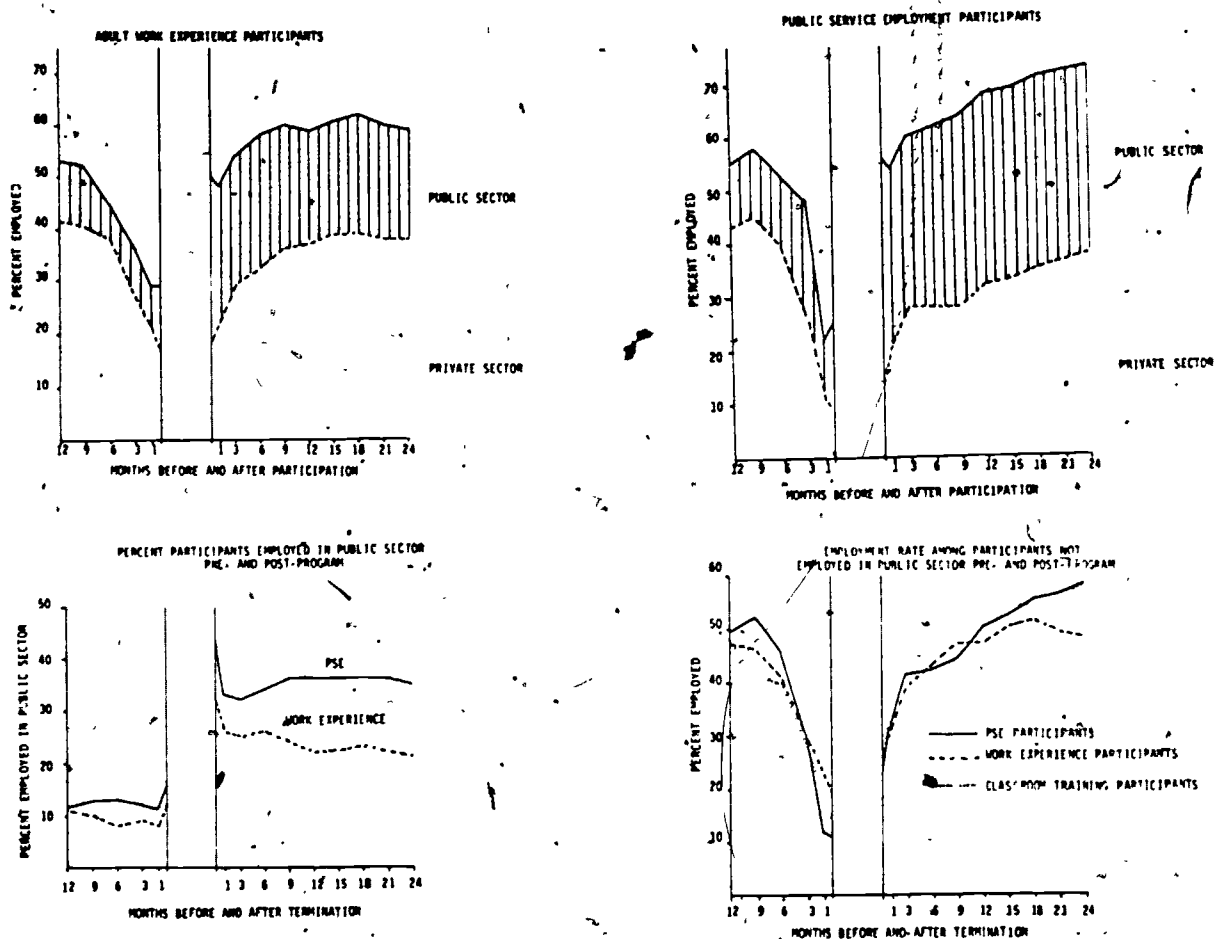 ADULT WORK EXPERIENCE PARTICIPANTS
PERCENT EMPLOYED
70
60
50
40
30
20
10
PUBLIC SECTOR
PRIVATE SECTOR
12 9 6 3 1 1 3 6 9 12 15 18 21 24
MONTHS BEFORE AND AFTER PARTICIPATION
PUBLIC SERVICE EMPLOYMENT PARTICIPANTS
PERCENT EMPLOYED
70
60
50
40
30
20
10
PUBLIC SECTOR
PRIVATE SECTOR
12 9 6 3 1 1 3 6 9 12 15 18 21 24
MONTHS BEFORE AND AFTER PARTICIPATION
PERCENT PARTICIPANTS EMPLOYED IN PUBLIC SECTOR
PRE- AND POST-PROGRAM
PERCENT EMPLOYED IN PUBLIC SECTOR
50
40
30
20
10
PSE
WORK EXPERIENCE
12 9 6 3 1 1 3 6 9 12 15 18 21 24
MONTHS BEFORE AND AFTER TERMINATION
EMPLOYMENT RATE AMONG PARTICIPANTS NOT
EMPLOYED IN PUBLIC SECTOR PRE- AND POST-PROGRAM
PERCENT EMPLOYED
60
50
40
30
20
10
PSE PARTICIPANTS
WORK EXPERIENCE PARTICIPANTS
CLASSROOM TRAINING PARTICIPANTS
12 9 6 3 1 1 3 6 9 12 15 18 21 24
MONTHS BEFORE AND AFTER TERMINATION